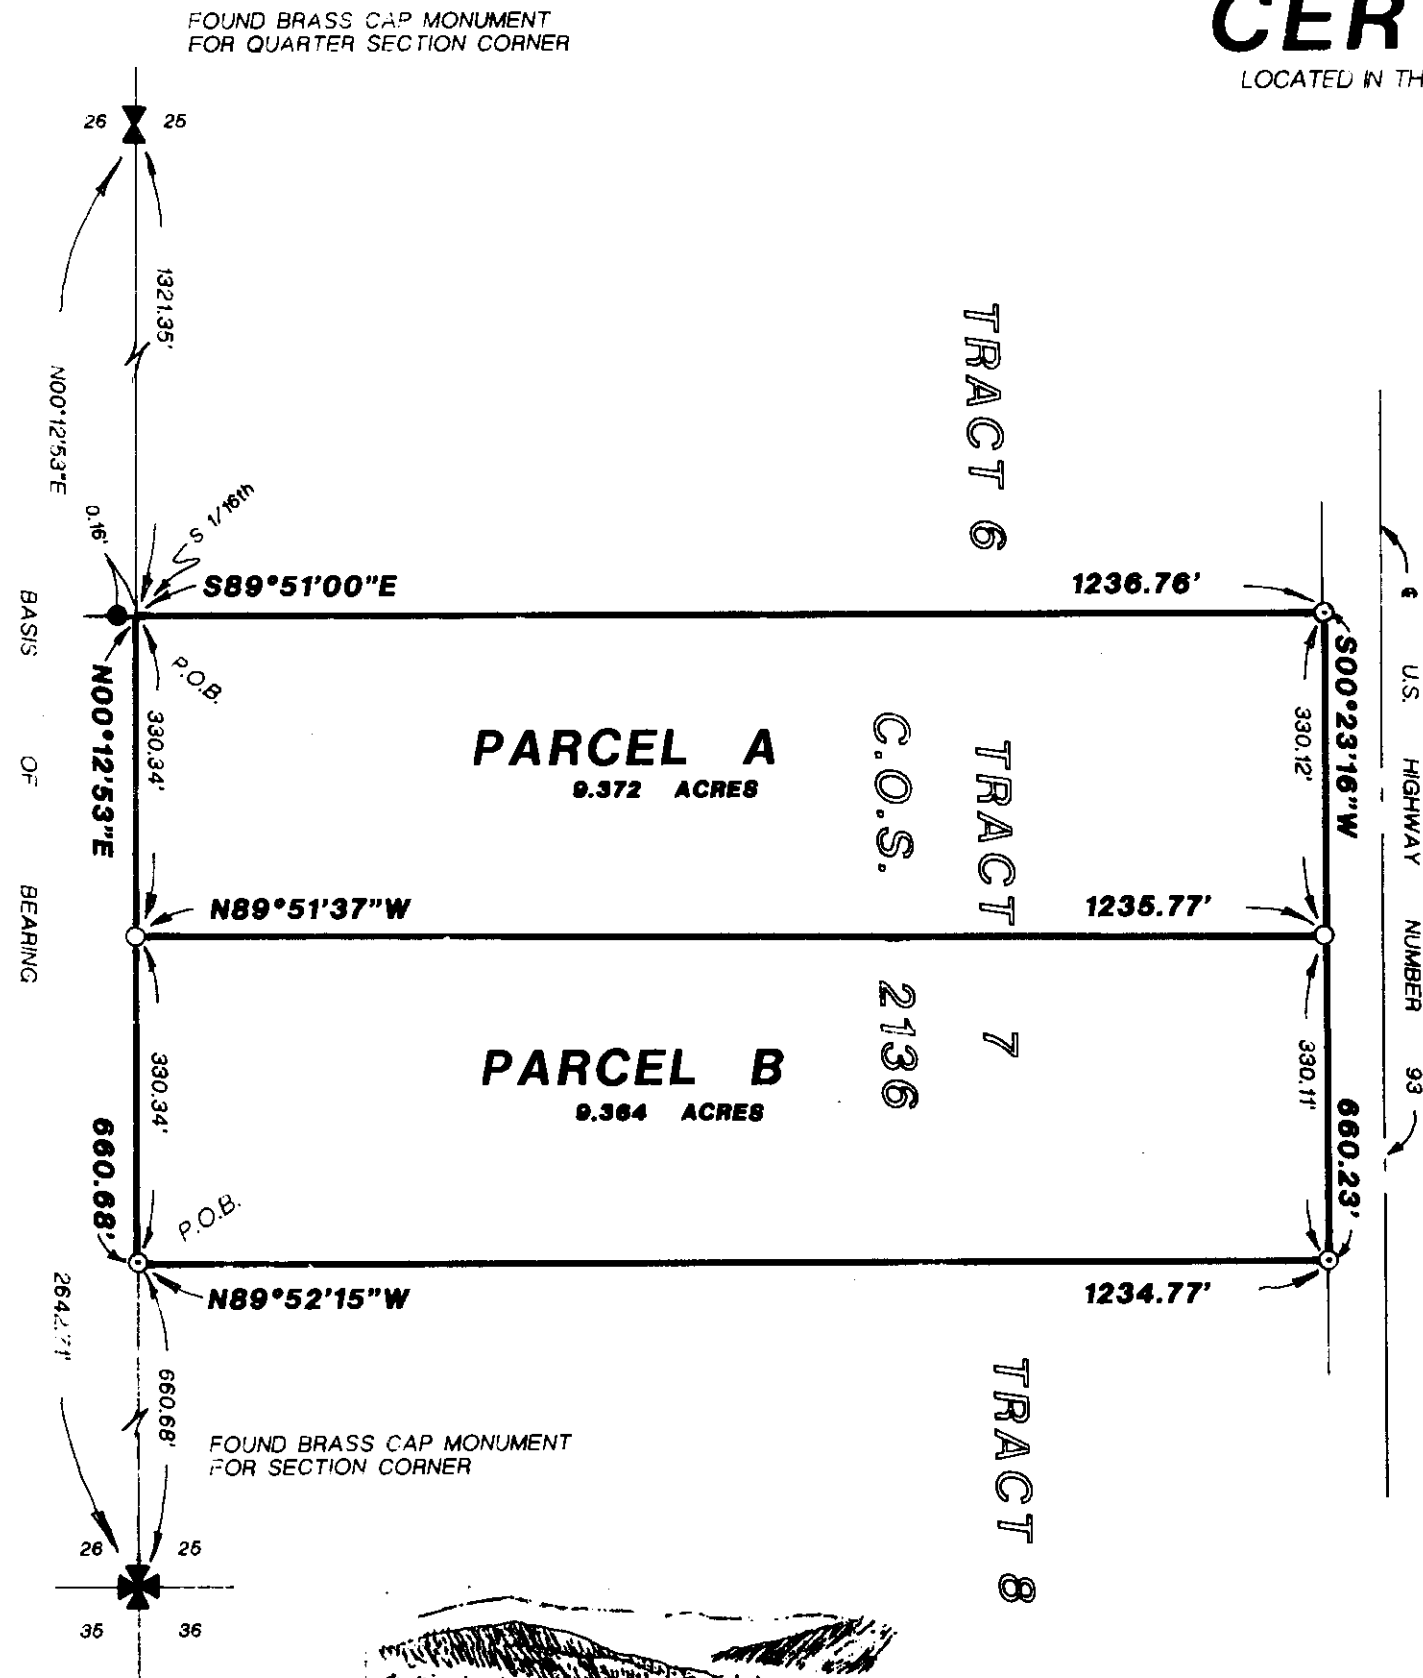 FOUND BRASS CAP MONUMENT
FOR QUARTER SECTION CORNER
CER
LOCATED IN TH
26 25
1321.35'
N00°12'53"E
TRACT 6
0.16'
S 1/16th
S89°51'00"E
1236.76'
BASIS OF BEARING
N00°12'53"E
P.O.B.
330.34'
PARCEL A
9.372 ACRES
C.O.S. 2136
TRACT 7
330.12'
S00°23'16"W
℄ U.S. HIGHWAY NUMBER 93
N89°51'37"W
1235.77'
PARCEL B
9.364 ACRES
330.34'
660.68'
P.O.B.
330.11'
660.23'
N89°52'15"W
1234.77'
2642.71'
660.68'
TRACT 8
FOUND BRASS CAP MONUMENT
FOR SECTION CORNER
26 25
35 36